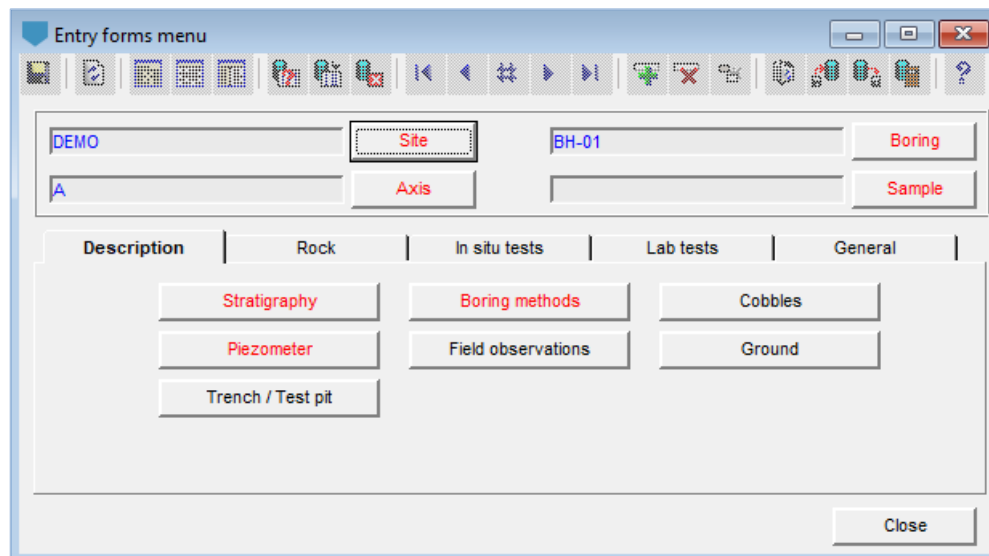 Entry forms menu
DEMO Site BH-01 Boring
A Axis Sample
Description Rock In situ tests Lab tests General
Stratigraphy Boring methods Cobbles
Piezometer Field observations Ground
Trench / Test pit
Close